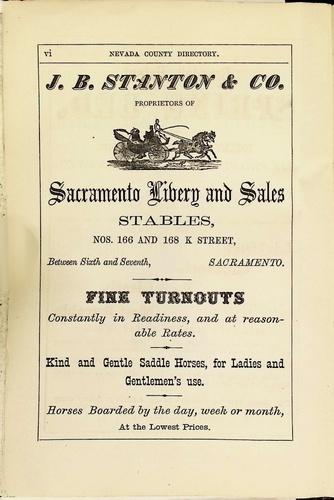 vi NEVADA COUNTY DIRECTORY.
J. B. STANTON & CO.
PROPRIETORS OF
Sacramento Livery and Sales
STABLES,
NOS. 166 AND 168 K STREET,
Between Sixth and Seventh, SACRAMENTO.
FINE TURNOUTS
Constantly in Readiness, and at reason-
able Rates.
Kind and Gentle Saddle Horses, for Ladies and
Gentlemen's use.
Horses Boarded by the day, week or month,
At the Lowest Prices.